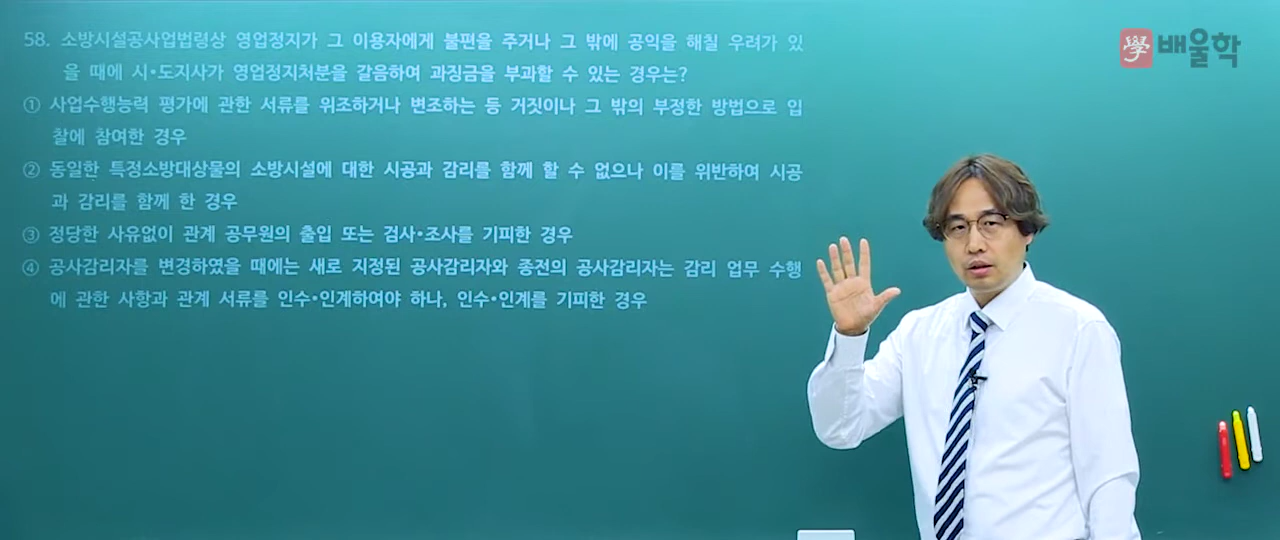 學 배울학
58. 소방시설공사업법령상 영업정지가 그 이용자에게 불편을 주거나 그 밖에 공익을 해칠 우려가 있
을 때에 시•도지사가 영업정지처분을 갈음하여 과징금을 부과할 수 있는 경우는?
① 사업수행능력 평가에 관한 서류를 위조하거나 변조하는 등 거짓이나 그 밖의 부정한 방법으로 입
찰에 참여한 경우
② 동일한 특정소방대상물의 소방시설에 대한 시공과 감리를 함께 할 수 없으나 이를 위반하여 시공
과 감리를 함께 한 경우
③ 정당한 사유없이 관계 공무원의 출입 또는 검사•조사를 기피한 경우
④ 공사감리자를 변경하였을 때에는 새로 지정된 공사감리자와 종전의 공사감리자는 감리 업무 수행
에 관한 사항과 관계 서류를 인수•인계하여야 하나, 인수•인계를 기피한 경우